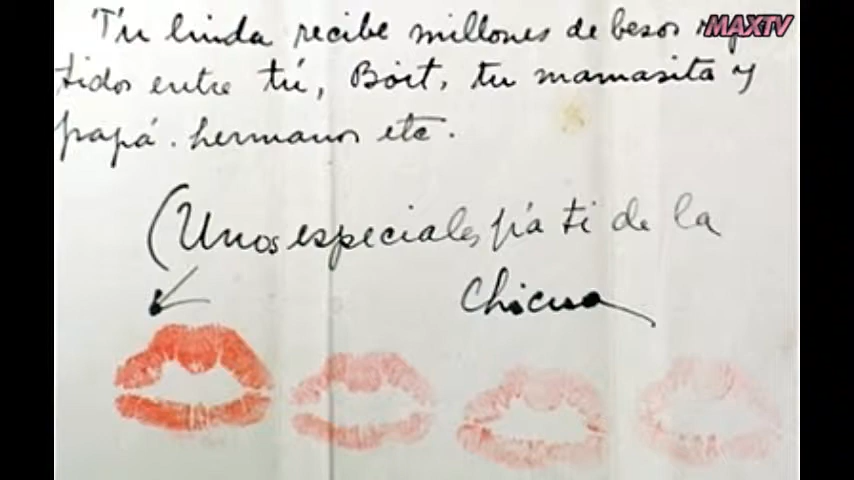 Tu linda recibe millones de besos
MAXTV
tidos entre tú, Boit, tu mamasita y
papá. hermanos etc.
(Unos especiales p'a ti de la
Chicua